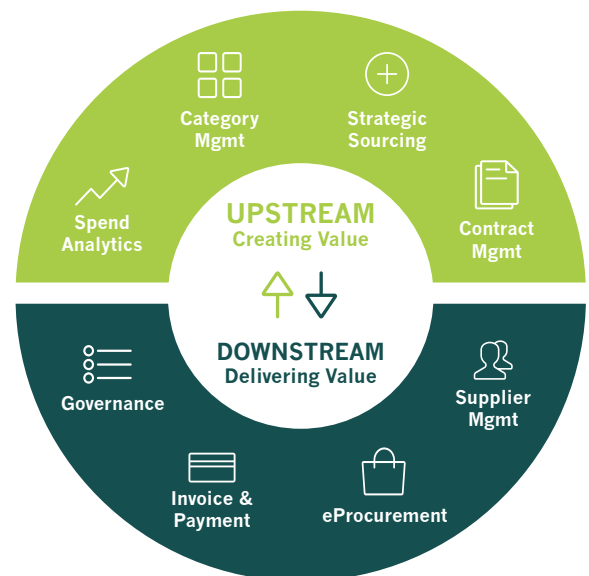 Category
Mgmt
Strategic
Sourcing
Spend
Analytics
Contract
Mgmt
UPSTREAM
Creating Value
DOWNSTREAM
Delivering Value
Governance
Supplier
Mgmt
Invoice &
Payment
eProcurement